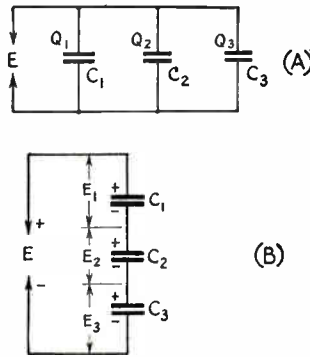 Q₁ Q₂ Q₃
E C₁ C₂ C₃ (A)
+ E₁ + - C₁
E E₂ + - C₂ (B)
- E₃ + - C₃